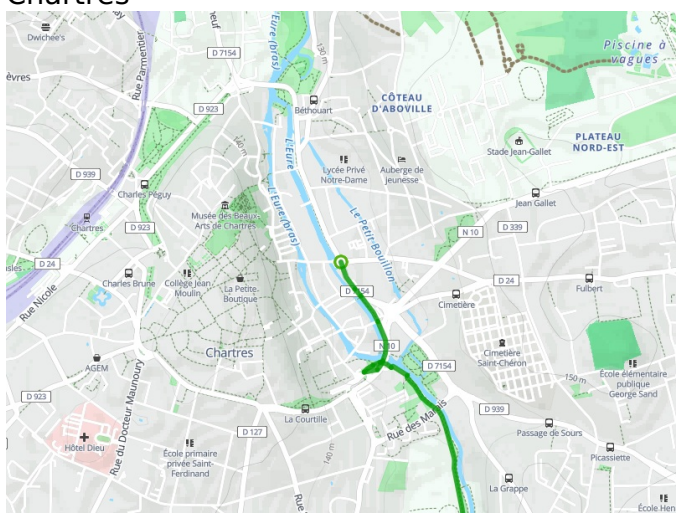 Chartres
Dwichée's
Rue Parmentier
D 7154
L'Eure (bras)
130 m
Piscine à
vagues
CÔTEAU
D'ABOVILLE
D 923
Béthouart
L'Eure
140 m
Stade Jean-Gallet
PLATEAU
NORD-EST
D 939
Charles Péguy
Lycée Privé
Notre-Dame
Auberge de
jeunesse
Jean Gallet
Chartres
D 923
Musée des Beaux-
Arts de Chartres
L'Eure (bras)
Le Petit-Bouillon
N 10
D 339
D 24
Charles Brune
Collège Jean
Moulin
La Petite
Boutique
D 24
Fulbert
Rue Nicole
D 7154
Cimetière
Chartres
N 10
Cimetière
Saint-Chéron
AGEM
D 7154
150 m
École élémentaire
publique
George Sand
D 923
Rue du Docteur Maunoury
La Courtille
Rue des Marais
D 939
D 127
Passage de Sours
Hôtel Dieu
École primaire
privée Saint-
Ferdinand
140 m
Picassiette
La Grappe